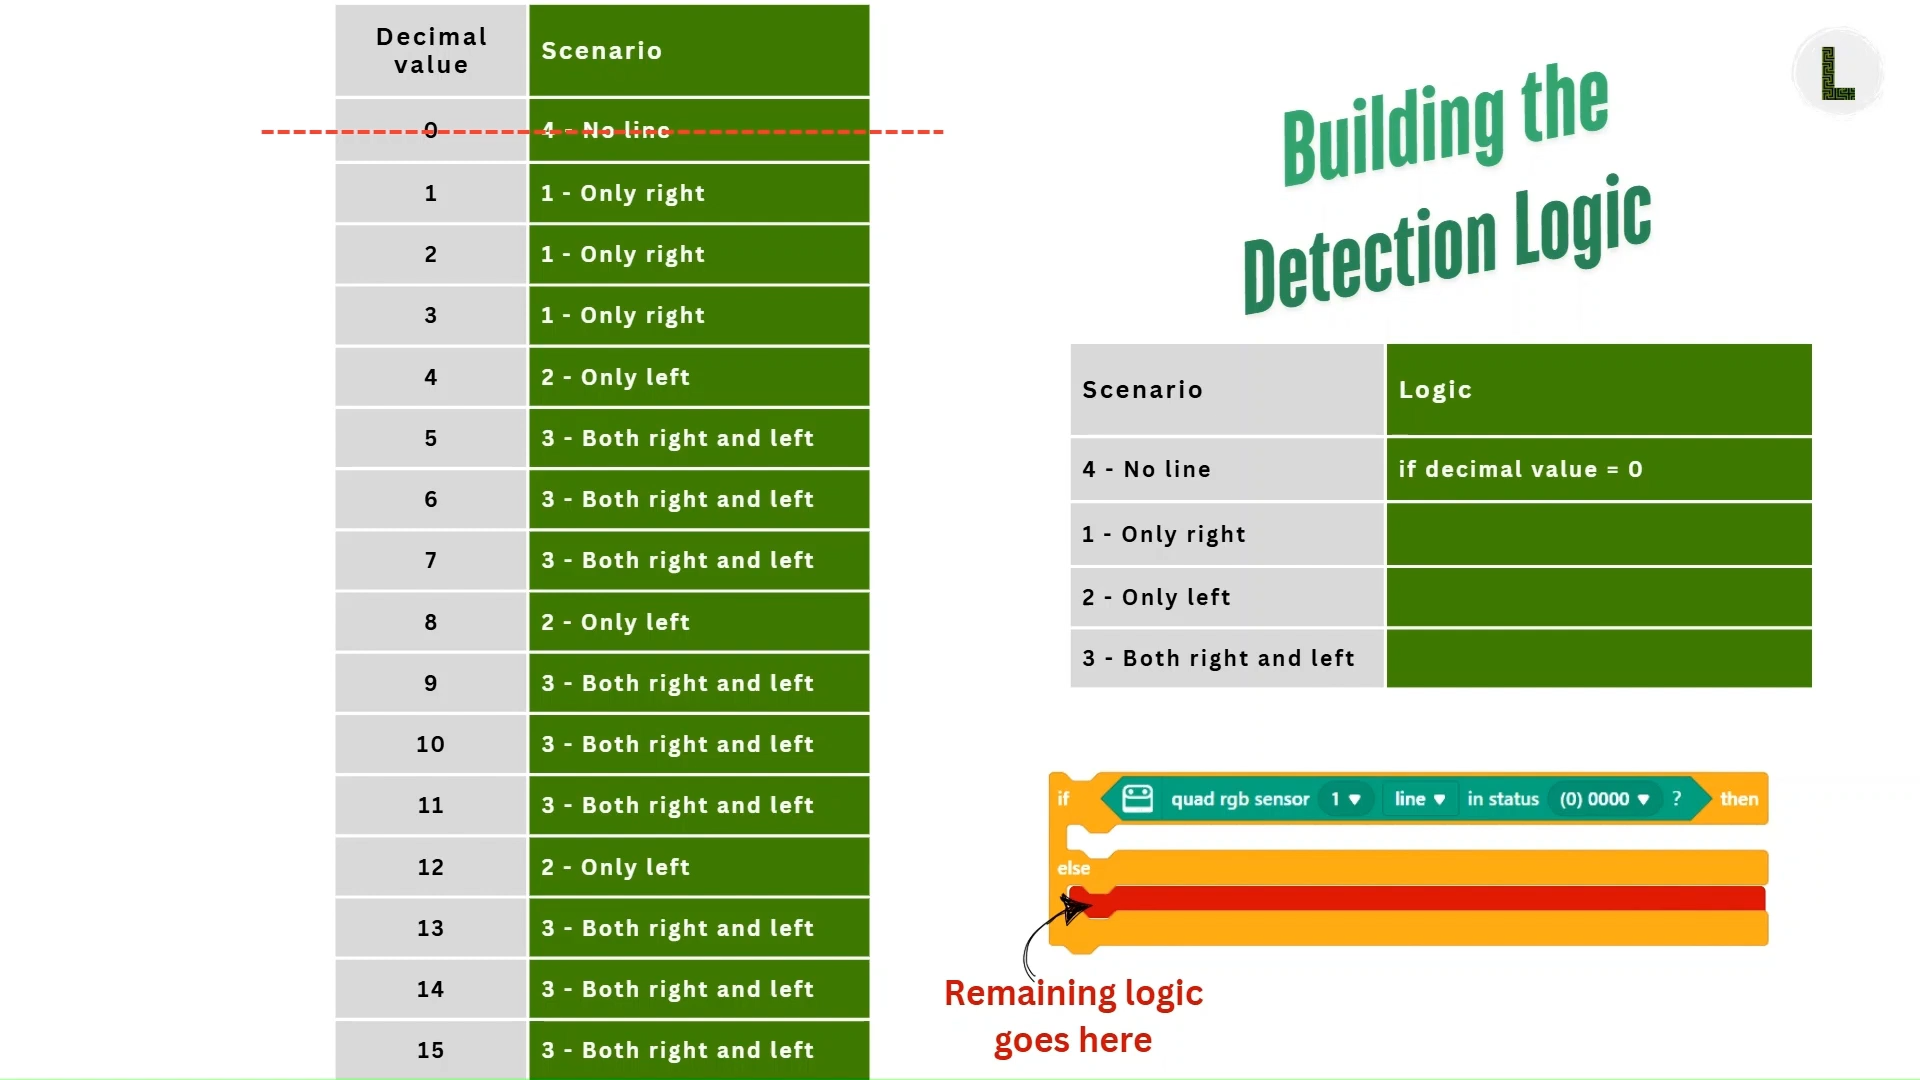 Decimal
value
Scenario
0
4 - No line
1
1 - Only right
2
1 - Only right
3
1 - Only right
4
2 - Only left
5
3 - Both right and left
6
3 - Both right and left
7
3 - Both right and left
8
2 - Only left
9
3 - Both right and left
10
3 - Both right and left
11
3 - Both right and left
12
2 - Only left
13
3 - Both right and left
14
3 - Both right and left
15
3 - Both right and left
L
Building the
Detection Logic
Scenario
Logic
4 - No line
if decimal value = 0
1 - Only right
2 - Only left
3 - Both right and left
if quad rgb sensor 1 line in status (0) 0000 ? then
else
Remaining logic
goes here